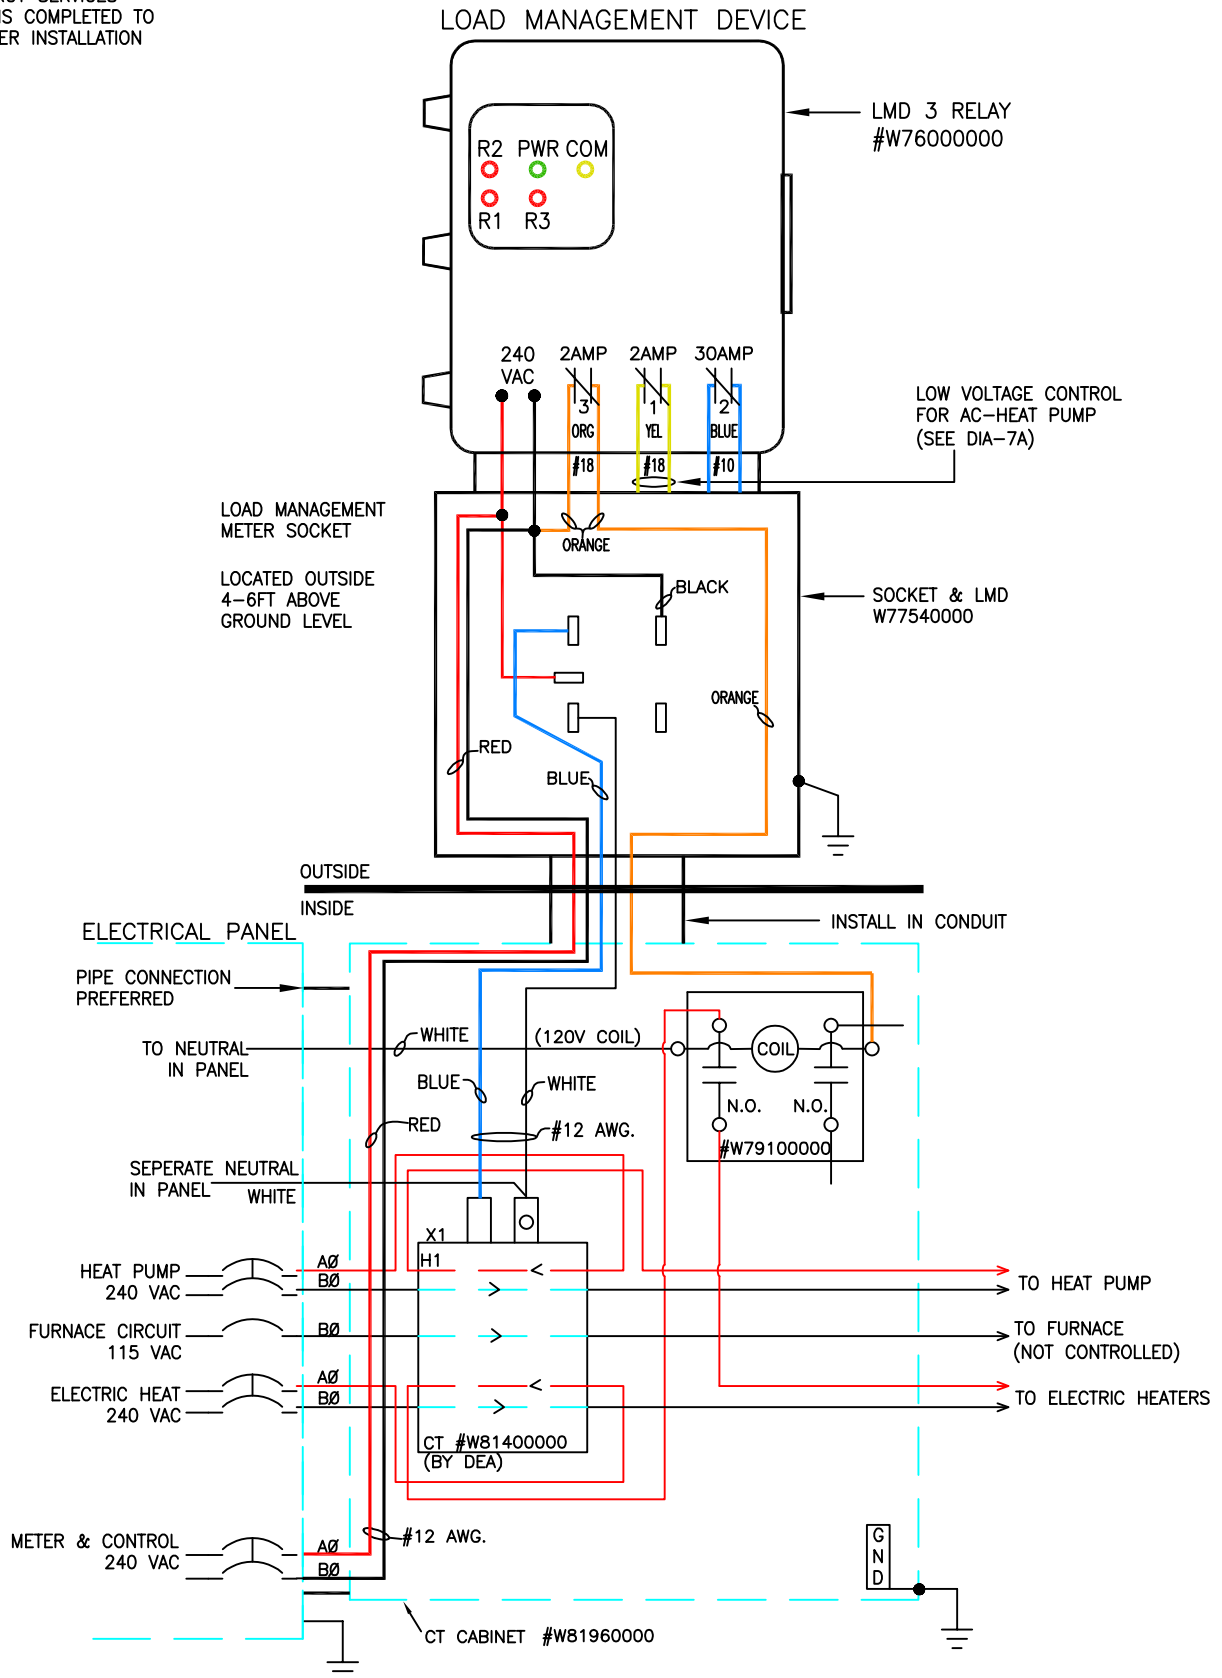 IS COMPLETED TO
ER INSTALLATION
LOAD MANAGEMENT DEVICE
LMD 3 RELAY
#W76000000
R2 PWR COM
R1 R3
240
VAC
2AMP
2AMP
30AMP
3
1
2
ORG
YEL
BLUE
#18
#18
#10
LOW VOLTAGE CONTROL
FOR AC-HEAT PUMP
(SEE DIA-7A)
LOAD MANAGEMENT
METER SOCKET
LOCATED OUTSIDE
4-6FT ABOVE
GROUND LEVEL
ORANGE
BLACK
SOCKET & LMD
W77540000
ORANGE
RED
BLUE
OUTSIDE
INSIDE
INSTALL IN CONDUIT
ELECTRICAL PANEL
PIPE CONNECTION
PREFERRED
TO NEUTRAL
IN PANEL
WHITE
(120V COIL)
COIL
BLUE
WHITE
N.O.
N.O.
RED
#12 AWG.
#W79100000
SEPERATE NEUTRAL
IN PANEL
WHITE
X1
H1
HEAT PUMP
240 VAC
AØ
BØ
TO HEAT PUMP
FURNACE CIRCUIT
115 VAC
BØ
TO FURNACE
(NOT CONTROLLED)
ELECTRIC HEAT
240 VAC
AØ
BØ
TO ELECTRIC HEATERS
CT #W81400000
(BY DEA)
METER & CONTROL
240 VAC
AØ
BØ
#12 AWG.
G
N
D
CT CABINET #W81960000